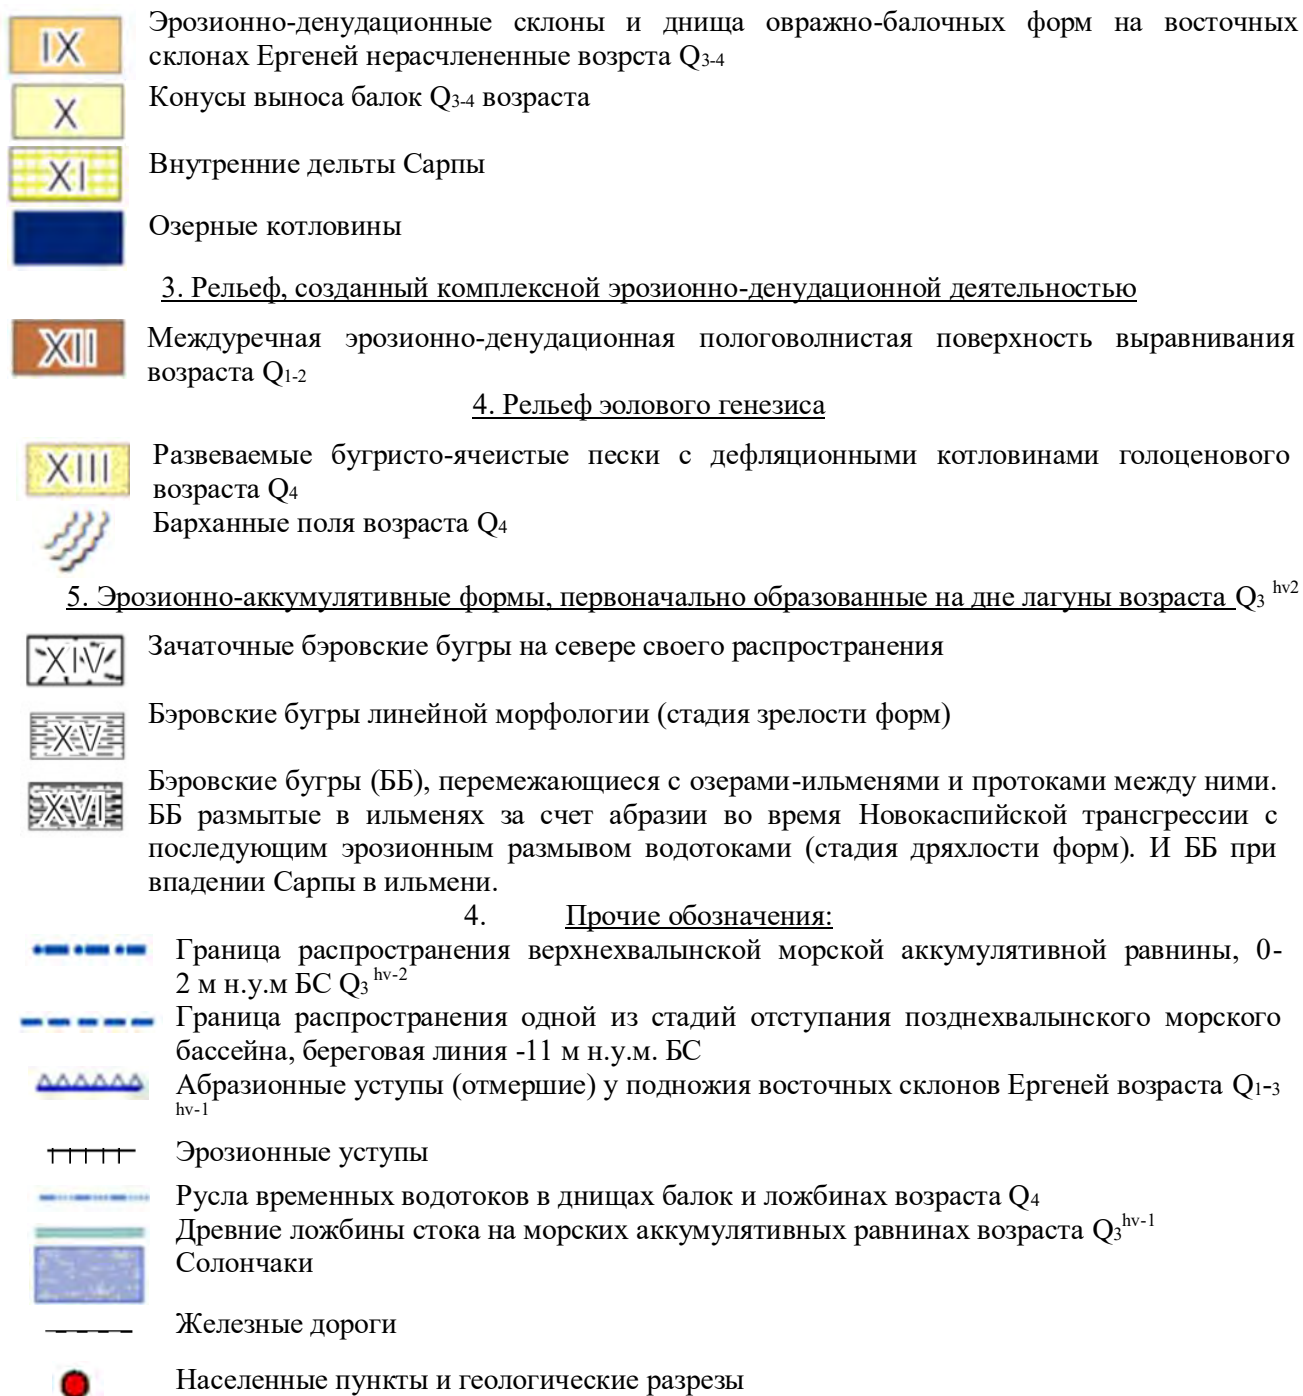 IX Эрозионно-денудационные склоны и днища овражно-балочных форм на восточных
склонах Ергеней нерасчлененные возрста Q3-4
X Конусы выноса балок Q3-4 возраста
XI Внутренние дельты Сарпы
Озерные котловины
3. Рельеф, созданный комплексной эрозионно-денудационной деятельностью
XII Междуречная эрозионно-денудационная пологоволнистая поверхность выравнивания
возраста Q1-2
4. Рельеф эолового генезиса
XIII Развеваемые бугристо-ячеистые пески с дефляционными котловинами голоценового
возраста Q4
Барханные поля возраста Q4
5. Эрозионно-аккумулятивные формы, первоначально образованные на дне лагуны возраста Q3 hv2
XIV Зачаточные бэровские бугры на севере своего распространения
XV Бэровские бугры линейной морфологии (стадия зрелости форм)
XVI Бэровские бугры (ББ), перемежающиеся с озерами-ильменями и протоками между ними.
ББ размытые в ильменях за счет абразии во время Новокаспийской трансгрессии с
последующим эрозионным размывом водотоками (стадия дряхлости форм). И ББ при
впадении Сарпы в ильмени.
4. Прочие обозначения:
Граница распространения верхнехвалынской морской аккумулятивной равнины, 0-
2 м н.у.м БС Q3 hv-2
Граница распространения одной из стадий отступания позднехвалынского морского
бассейна, береговая линия -11 м н.у.м. БС
Абразионные уступы (отмершие) у подножия восточных склонов Ергеней возраста Q1-3
hv-1
Эрозионные уступы
Русла временных водотоков в днищах балок и ложбинах возраста Q4
Древние ложбины стока на морских аккумулятивных равнинах возраста Q3hv-1
Солончаки
Железные дороги
Населенные пункты и геологические разрезы